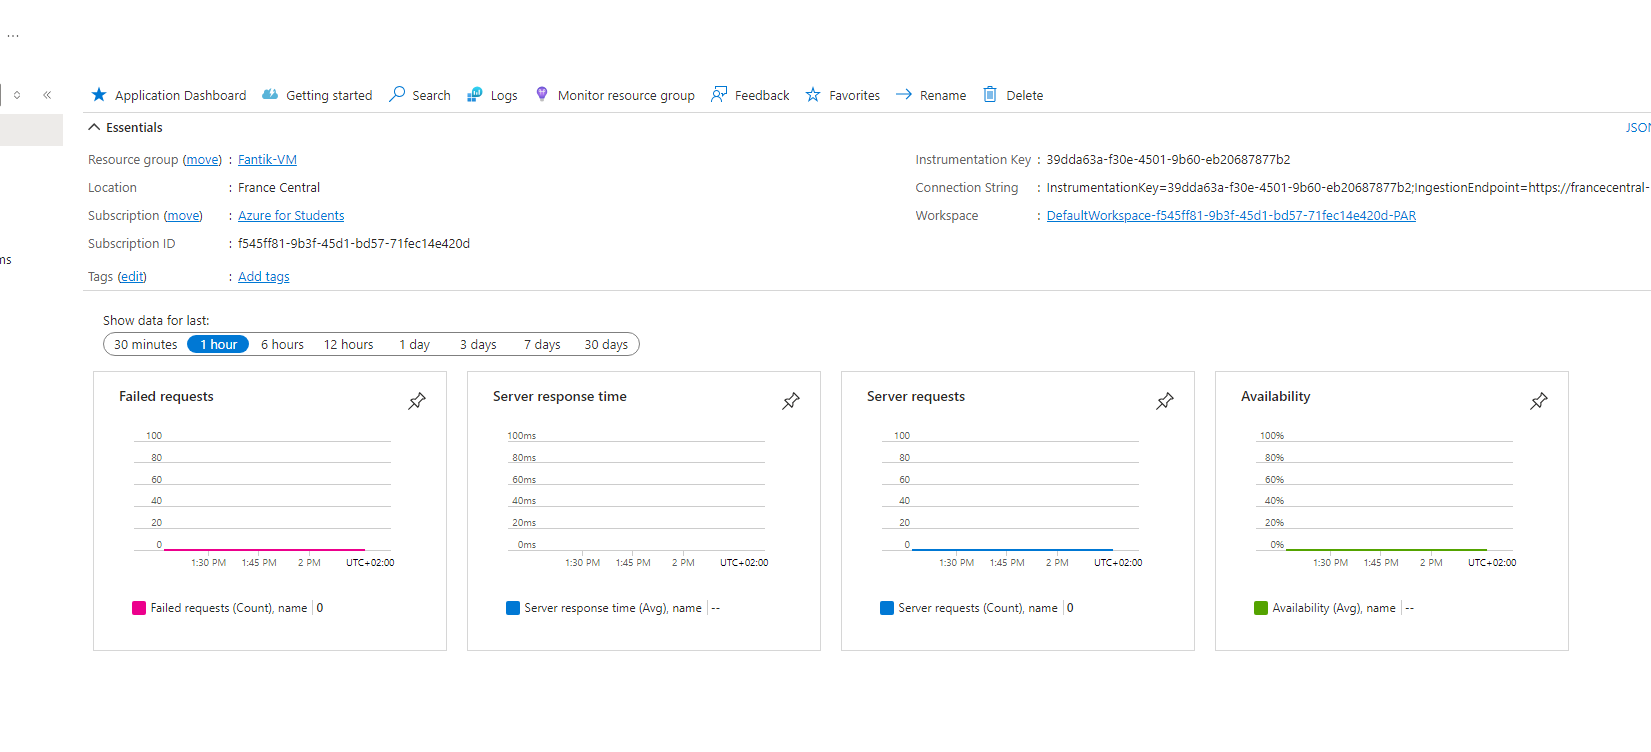 ...
Application Dashboard Getting started Search Logs Monitor resource group Feedback Favorites Rename Delete
Essentials
JSON
Resource group (move) : Fantik-VM
Location : France Central
Subscription (move) : Azure for Students
Subscription ID : f545ff81-9b3f-45d1-bd57-71fec14e420d
Tags (edit) : Add tags
Instrumentation Key : 39dda63a-f30e-4501-9b60-eb20687877b2
Connection String : InstrumentationKey=39dda63a-f30e-4501-9b60-eb20687877b2;IngestionEndpoint=https://francecentral-
Workspace : DefaultWorkspace-f545ff81-9b3f-45d1-bd57-71fec14e420d-PAR
ms
Show data for last:
30 minutes 1 hour 6 hours 12 hours 1 day 3 days 7 days 30 days
Failed requests
100
80
60
40
20
0
1:30 PM 1:45 PM 2 PM UTC+02:00
Failed requests (Count), name 0
Server response time
100ms
80ms
60ms
40ms
20ms
0ms
1:30 PM 1:45 PM 2 PM UTC+02:00
Server response time (Avg), name --
Server requests
100
80
60
40
20
0
1:30 PM 1:45 PM 2 PM UTC+02:00
Server requests (Count), name 0
Availability
100%
80%
60%
40%
20%
0%
1:30 PM 1:45 PM 2 PM UTC+02:00
Availability (Avg), name --